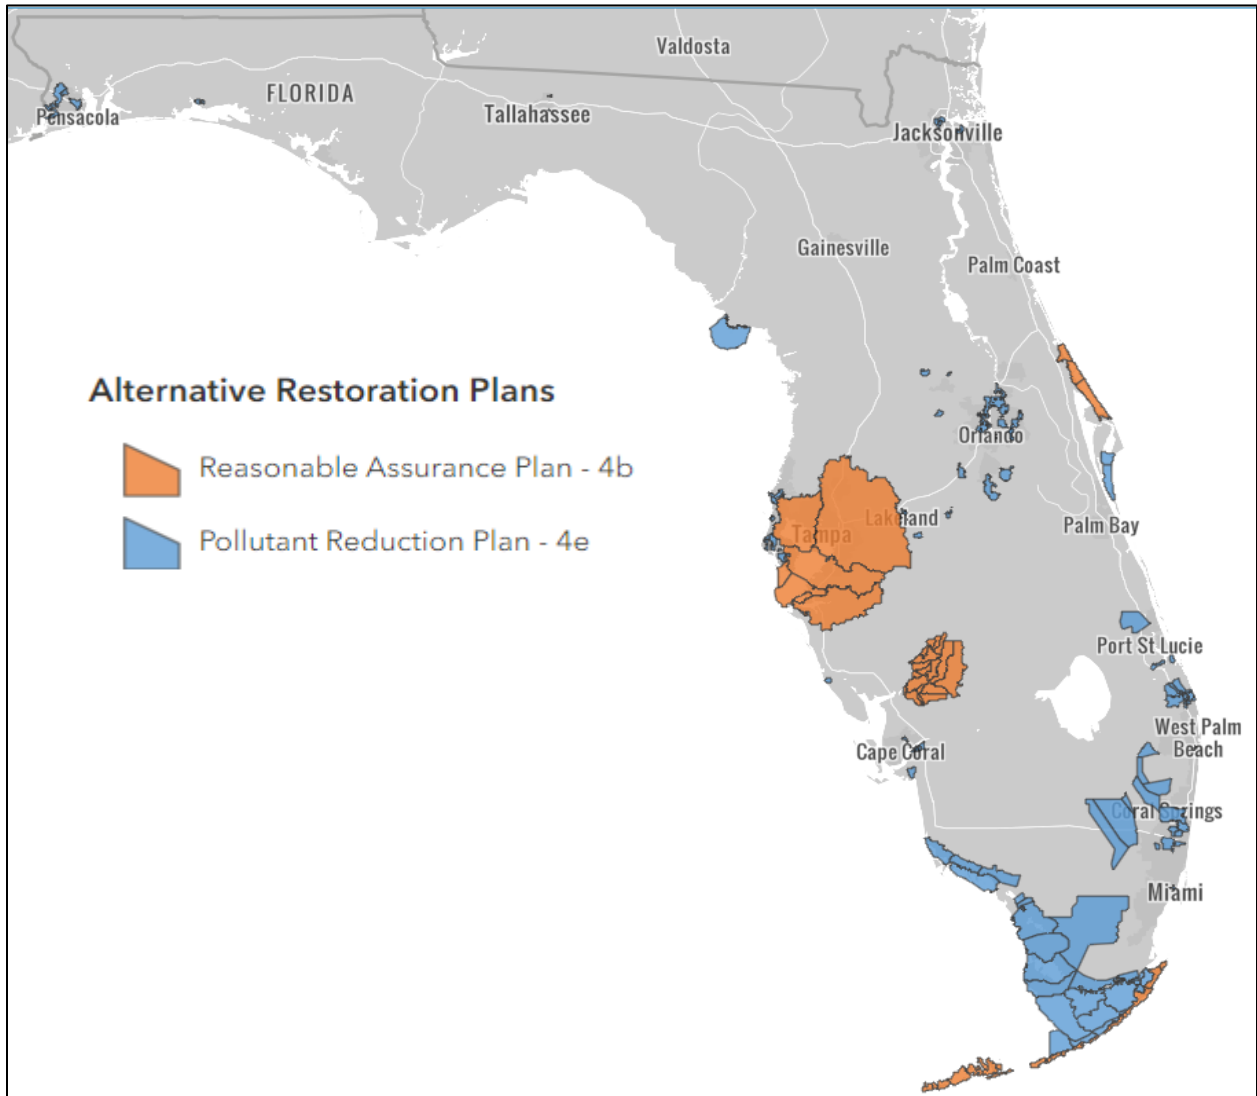 Valdosta
FLORIDA
Pensacola
Tallahassee
Jacksonville
Gainesville
Palm Coast
Alternative Restoration Plans
Reasonable Assurance Plan - 4b
Pollutant Reduction Plan - 4e
Orlando
Lakeland
Tampa
Palm Bay
Port St Lucie
West Palm
Beach
Cape Coral
Coral Springs
Miami